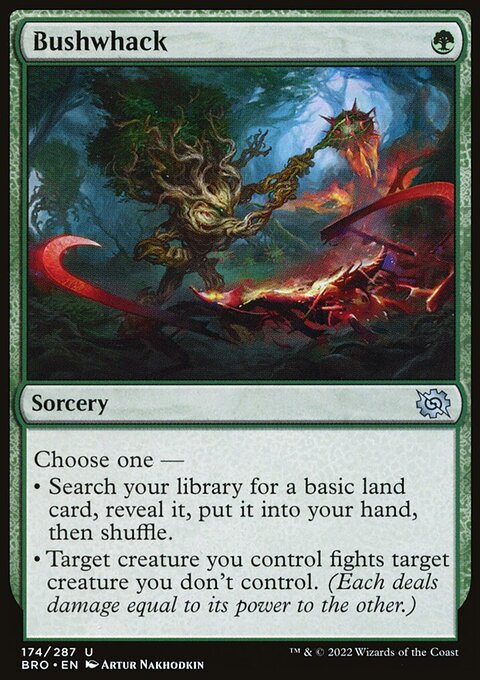 Bushwhack
Sorcery
Choose one —
• Search your library for a basic land
card, reveal it, put it into your hand,
then shuffle.
• Target creature you control fights target
creature you don't control. (Each deals
damage equal to its power to the other.)
174/287 U
BRO • EN Artur Nakhodkin
™ & © 2022 Wizards of the Coast